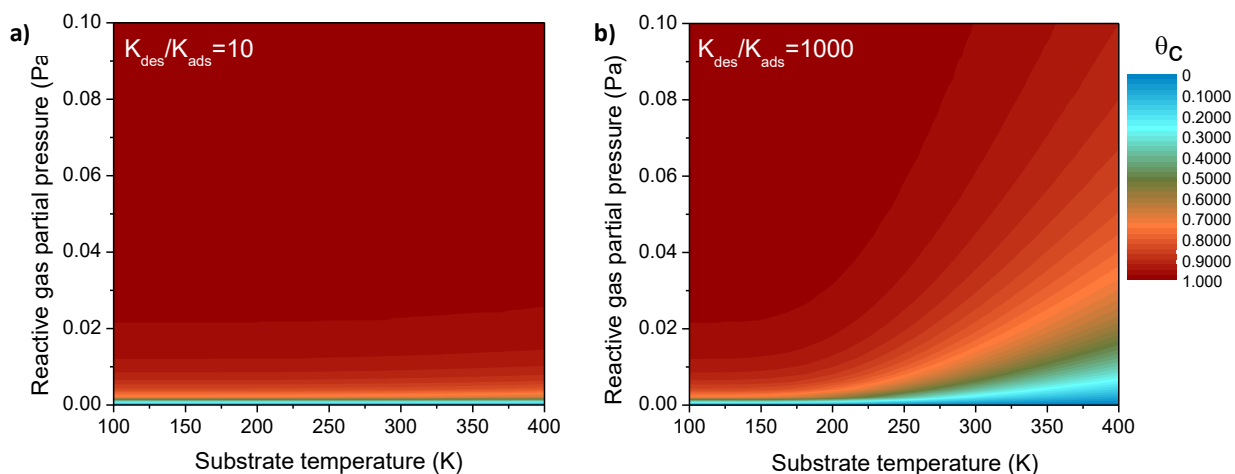 a)
K_des/K_ads=10
0.10
0.08
0.06
0.04
0.02
0.00
Reactive gas partial pressure (Pa
100 150 200 250 300 350 400
Substrate temperature (K)
b)
K_des/K_ads=1000
0.10
0.08
0.06
0.04
0.02
0.00
Reactive gas partial pressure (Pa)
100 150 200 250 300 350 400
Substrate temperature (K)
θ_C
0
0.1000
0.2000
0.3000
0.4000
0.5000
0.6000
0.7000
0.8000
0.9000
1.000